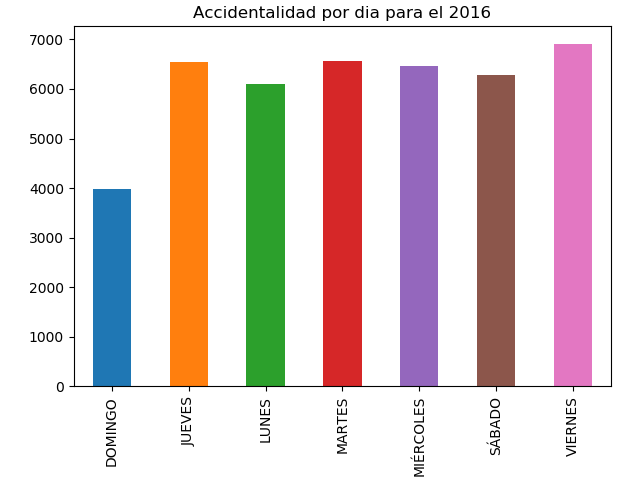 Accidentalidad por dia para el 2016
7000
6000
5000
4000
3000
2000
1000
0
DOMINGO
JUEVES
LUNES
MARTES
MIÉRCOLES
SÁBADO
VIERNES